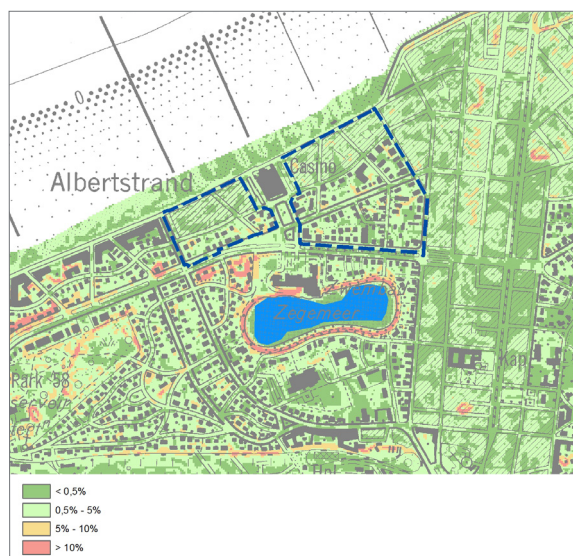 0
Casino
Albertstrand
Zegemeer
Kap
Park '98
< 0,5%
0,5% - 5%
5% - 10%
> 10%